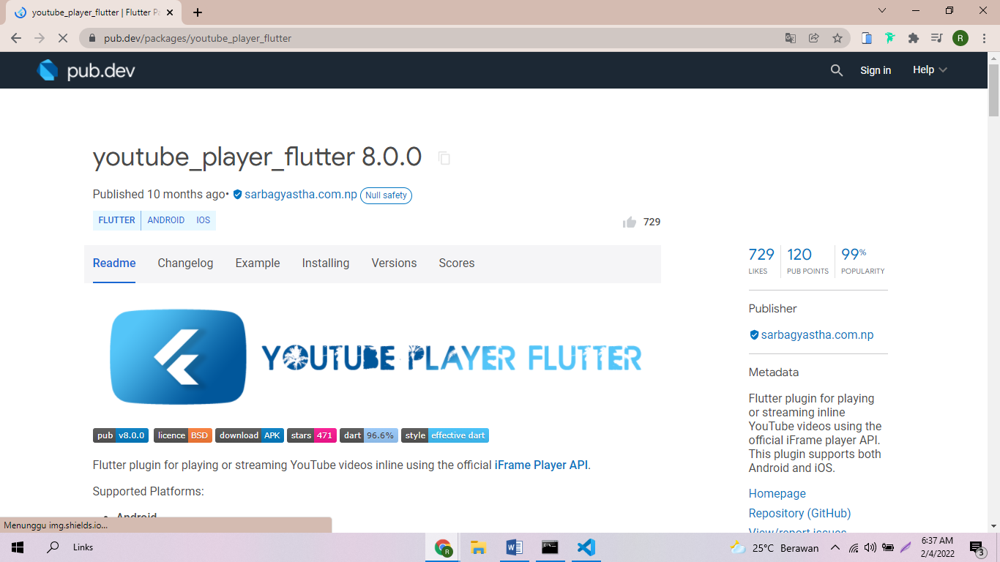 youtube_player_flutter | Flutter Pa
pub.dev/packages/youtube_player_flutter
R
pub.dev
Sign in
Help
youtube_player_flutter 8.0.0
Published 10 months ago• sarbagyastha.com.np Null safety
FLUTTER ANDROID IOS
729
Readme Changelog Example Installing Versions Scores
YOUTUBE PLAYER FLUTTER
pub v8.0.0 licence BSD download APK stars 471 dart 96.6% style effective dart
Flutter plugin for playing or streaming YouTube videos inline using the official iFrame Player API.
Supported Platforms:
Android
729 120 99%
LIKES PUB POINTS POPULARITY
Publisher
sarbagyastha.com.np
Metadata
Flutter plugin for playing
or streaming inline
YouTube videos using the
official iFrame player API.
This plugin supports both
Android and iOS.
Homepage
Repository (GitHub)
View/report issues
Menunggu img.shields.io...
Links
R
25°C Berawan
6:37 AM
2/4/2022
3